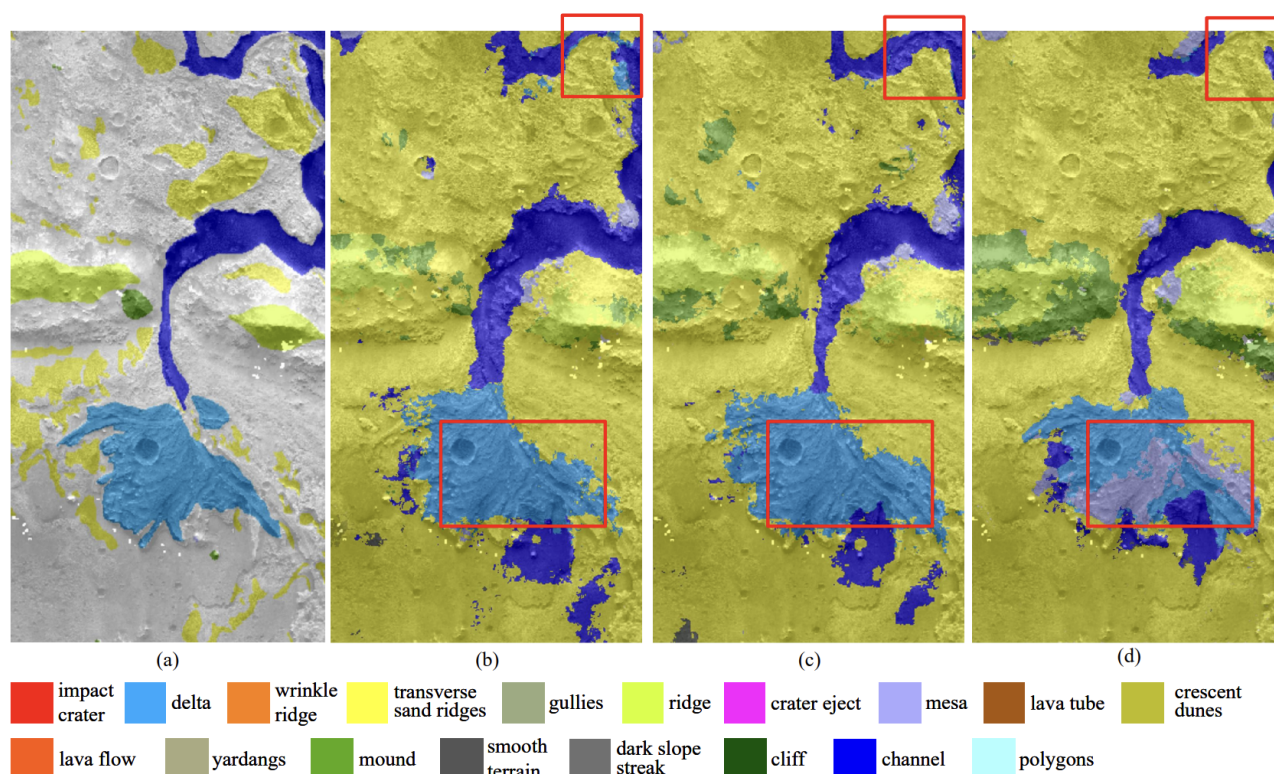 (a) (b) (c) (d)
impact crater delta wrinkle ridge transverse sand ridges gullies ridge crater eject mesa lava tube crescent dunes
lava flow yardangs mound smooth terrain dark slope streak cliff channel polygons